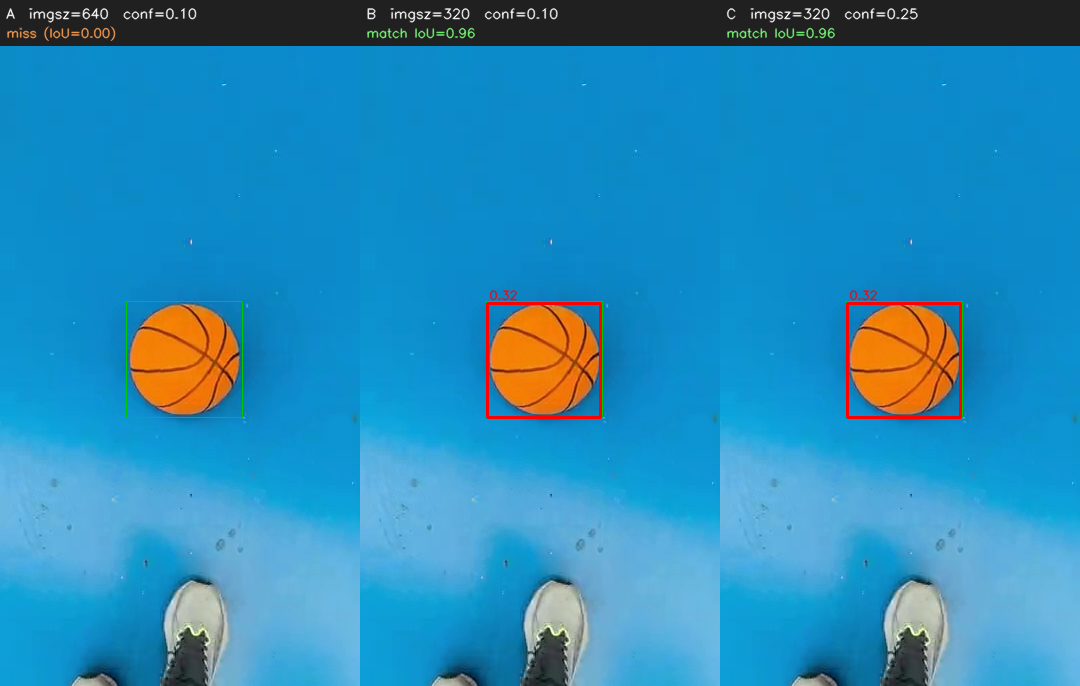 A imgsz=640 conf=0.10
miss (IoU=0.00)
B imgsz=320 conf=0.10
match IoU=0.96
C imgsz=320 conf=0.25
match IoU=0.96
0.32
0.32